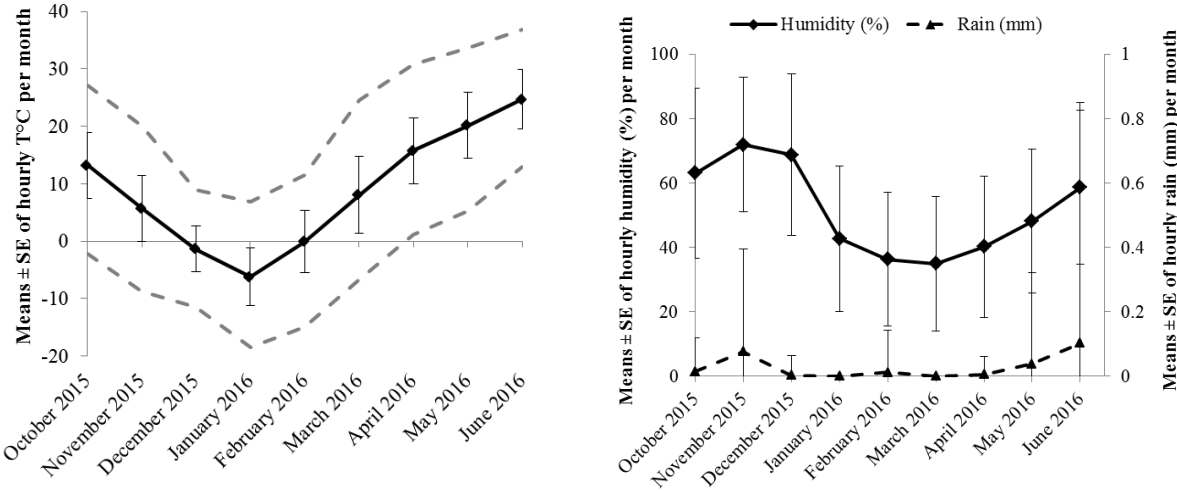 Means ± SE of hourly T°C per month
40
30
20
10
0
-10
-20
October 2015
November 2015
December 2015
January 2016
February 2016
March 2016
April 2016
May 2016
June 2016
Humidity (%)
Rain (mm)
Means ± SE of hourly humidity (%) per month
100
80
60
40
20
0
1
0.8
0.6
0.4
0.2
0
Means ± SE of hourly rain (mm) per month
October 2015
November 2015
December 2015
January 2016
February 2016
March 2016
April 2016
May 2016
June 2016